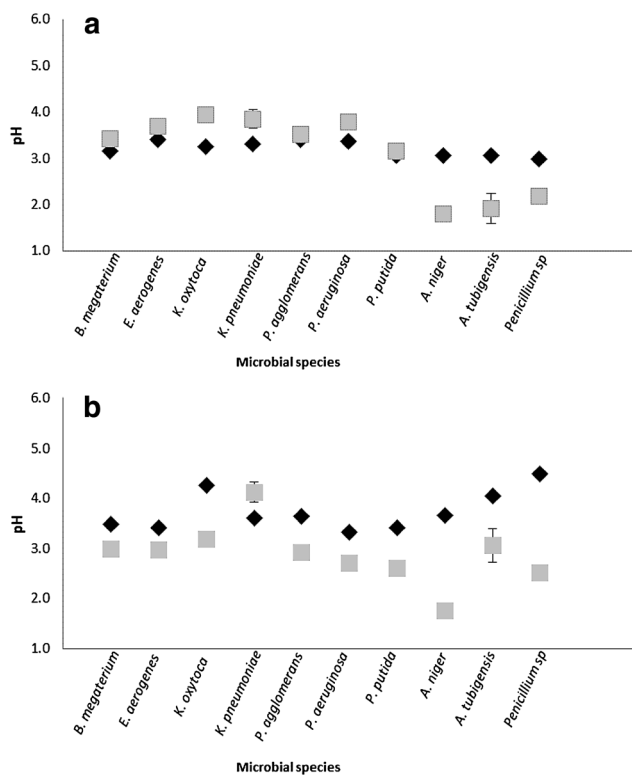 a
6.0
5.0
4.0
3.0
2.0
1.0
pH
B. megaterium
E. aerogenes
K. oxytoca
K. pneumoniae
P. agglomerans
P. aeruginosa
P. putida
A. niger
A. tubigensis
Penicillium sp
Microbial species
b
6.0
5.0
4.0
3.0
2.0
1.0
pH
B. megaterium
E. aerogenes
K. oxytoca
K. pneumoniae
P. agglomerans
P. aeruginosa
P. putida
A. niger
A. tubigensis
Penicillium sp
Microbial species